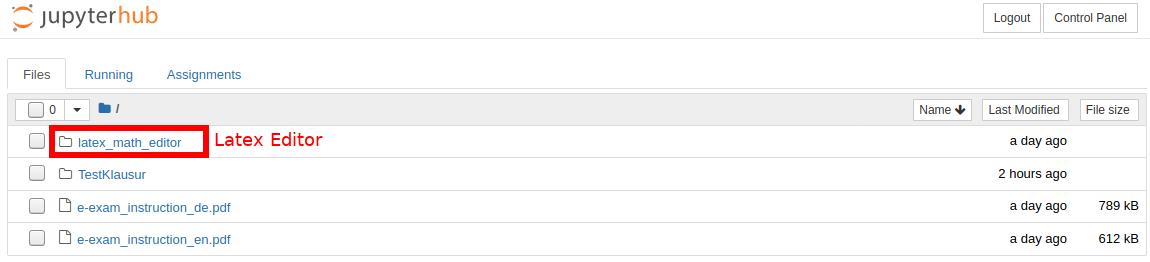 jupyterhub Logout Control Panel
Files Running Assignments
0 / Name Last Modified File size
latex_math_editor Latex Editor a day ago
TestKlausur 2 hours ago
e-exam_instruction_de.pdf a day ago 789 kB
e-exam_instruction_en.pdf a day ago 612 kB